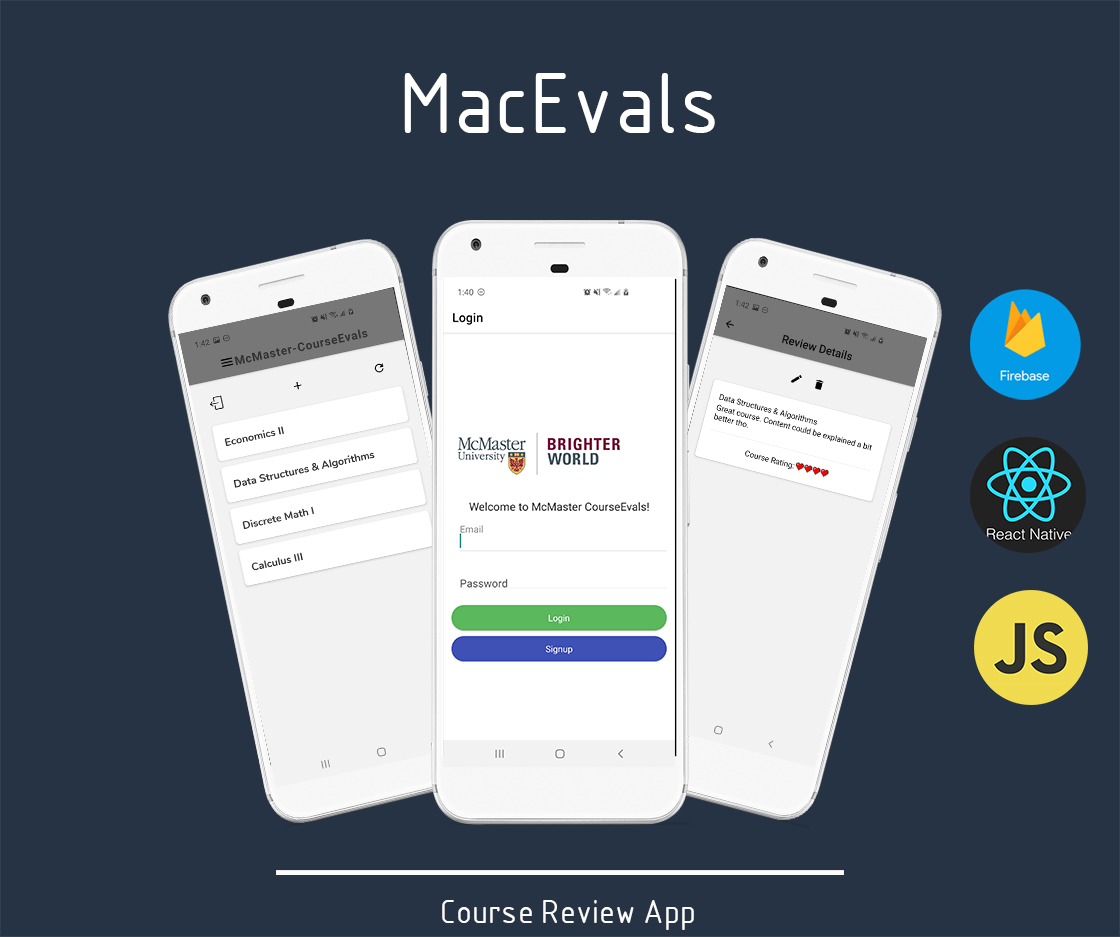 MacEvals
1:42
McMaster-CourseEvals
+
Economics II
Data Structures & Algorithms
Discrete Math I
Calculus III
1:40
Login
McMaster
University
BRIGHTER
WORLD
Welcome to McMaster CourseEvals!
Email
Password
Login
Signup
1:42
Review Details
Data Structures & Algorithms
Great course. Content could be explained a bit
better tho.
Course Rating: ❤️❤️❤️❤️
Firebase
React Native
JS
Course Review App